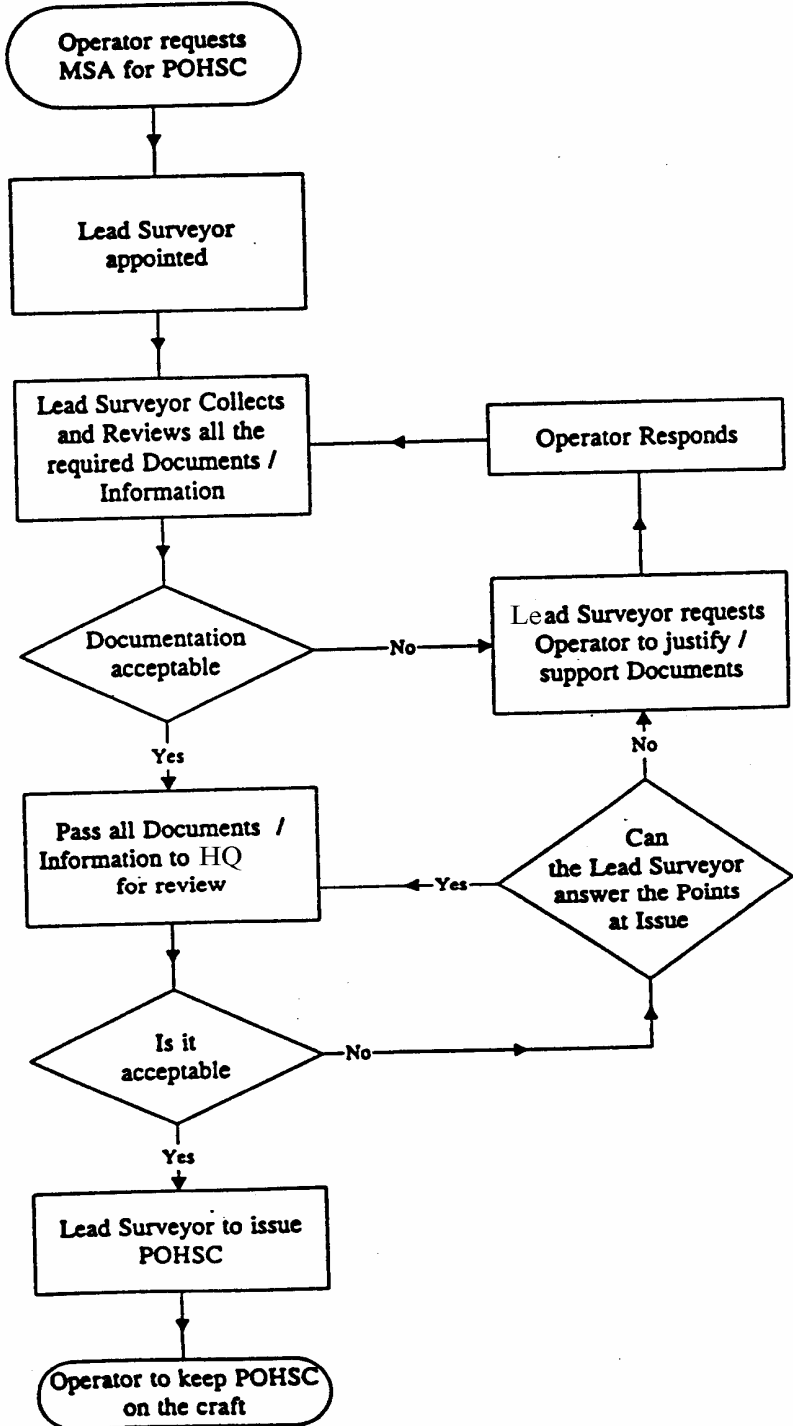 Operator requests
MSA for POHSC
Lead Surveyor
appointed
Lead Surveyor Collects
and Reviews all the
required Documents /
Information
Operator Responds
Documentation
acceptable
No
Lead Surveyor requests
Operator to justify /
support Documents
Yes
No
Pass all Documents /
Information to HQ
for review
Yes
Can
the Lead Surveyor
answer the Points
at Issue
Is it
acceptable
No
Yes
Lead Surveyor to issue
POHSC
Operator to keep POHSC
on the craft